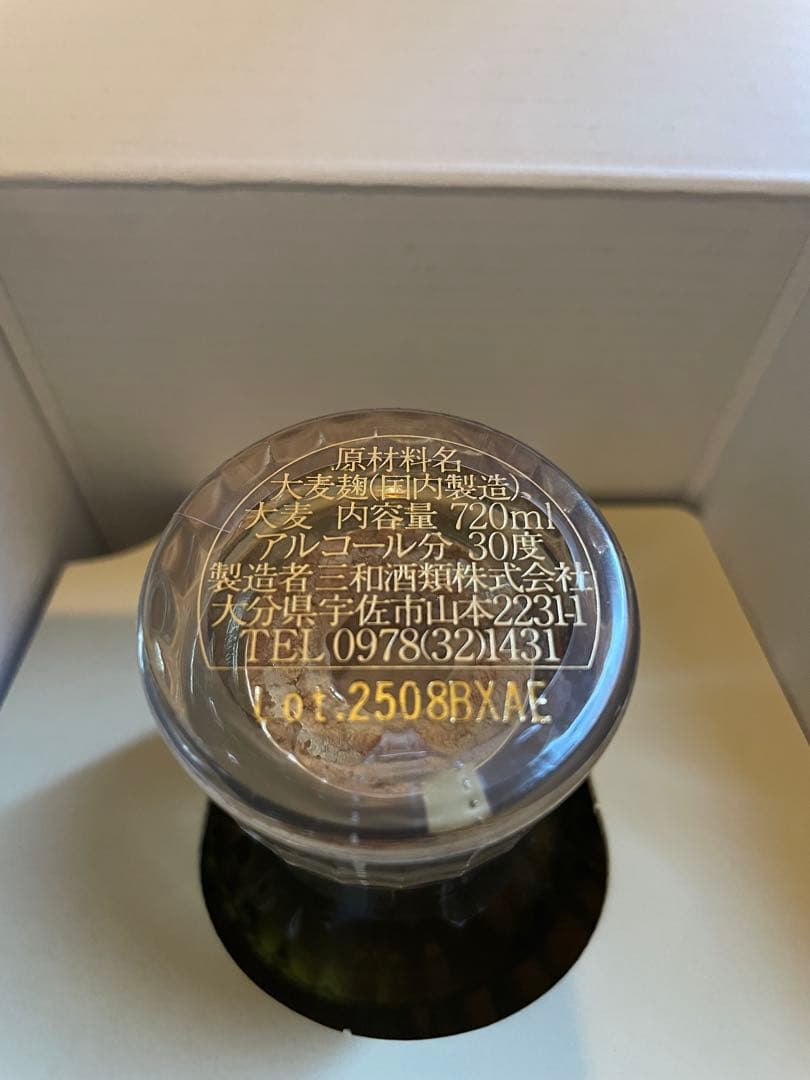 原材料名
大麦麹(国内製造)、
大麦 内容量 720ml
アルコール分 30度
製造者 三和酒類株式会社
大分県宇佐市山本2231-1
TEL 0978(32)1431
Lot.2508BXAE